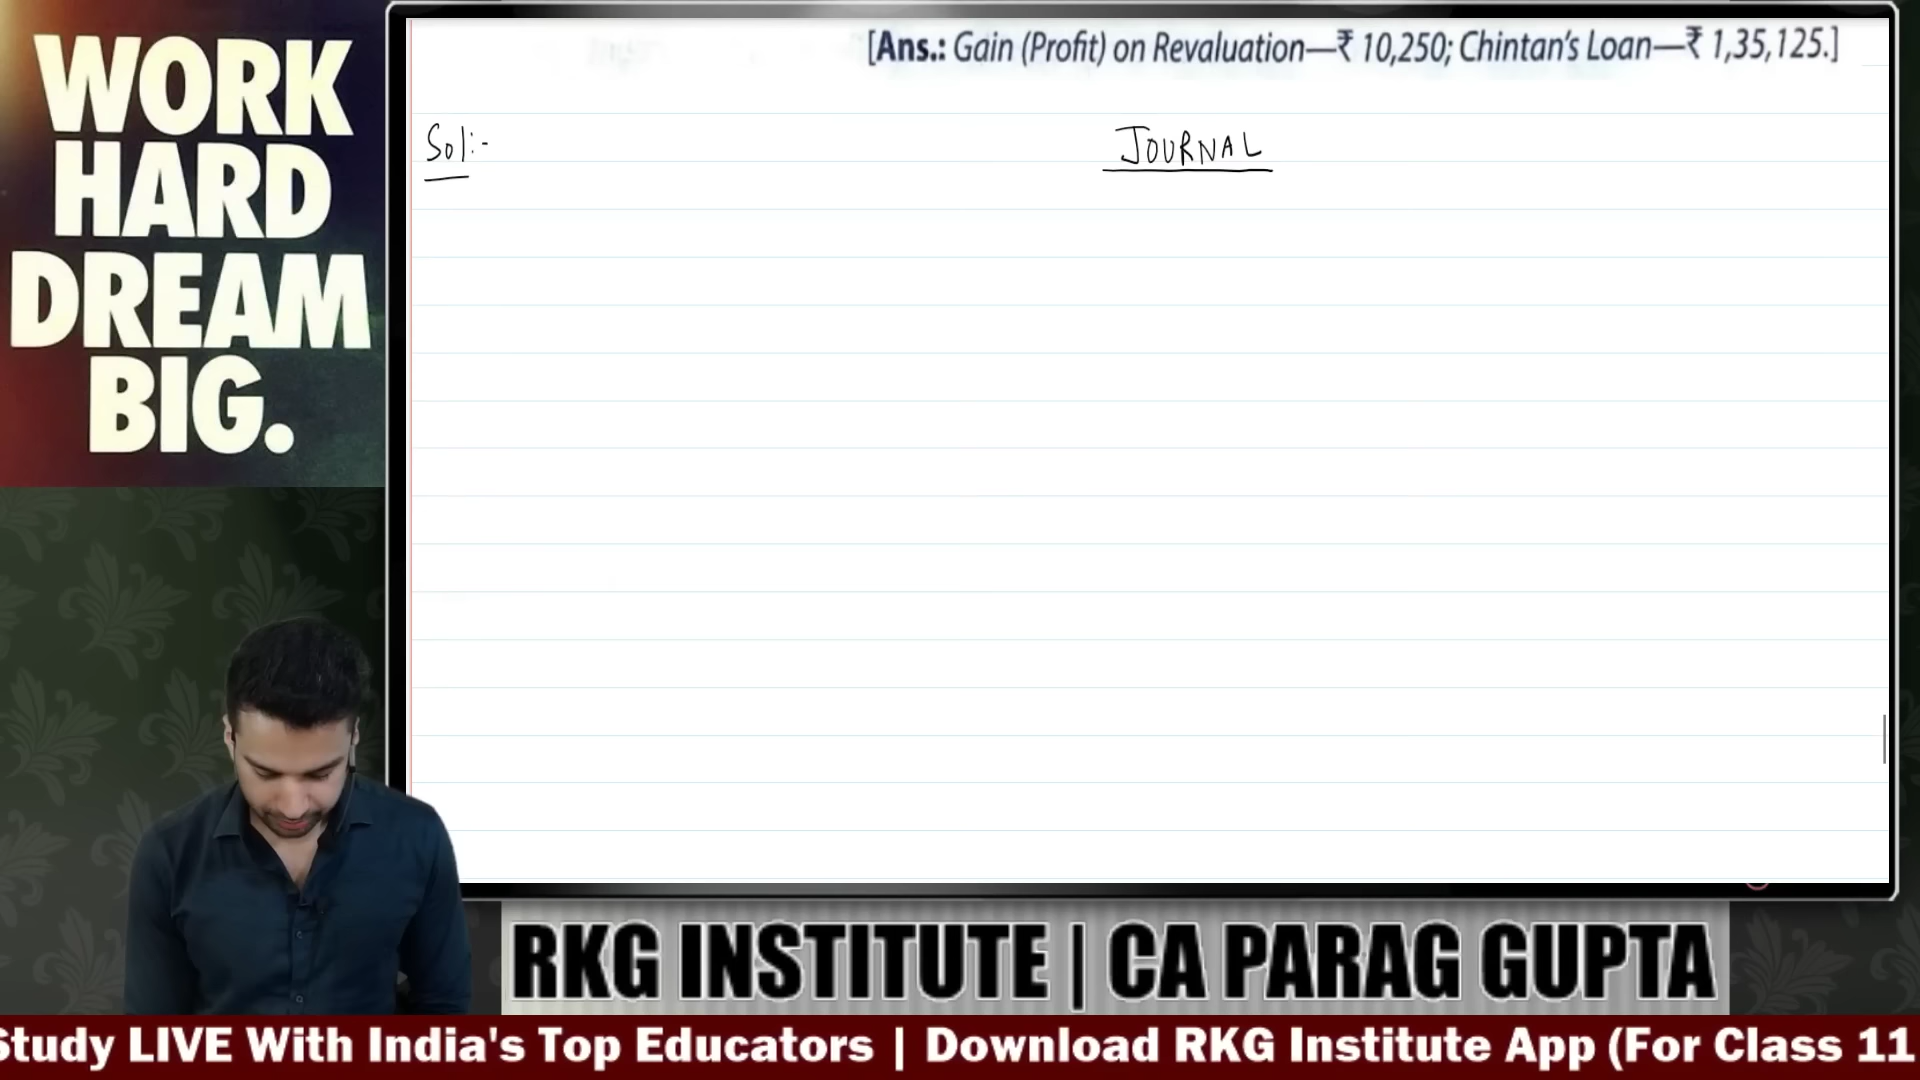 WORK
HARD
DREAM
BIG.
[Ans.: Gain (Profit) on Revaluation—₹ 10,250; Chintan's Loan—₹ 1,35,125.]
Sol:-
JOURNAL
RKG INSTITUTE | CA PARAG GUPTA
Study LIVE With India's Top Educators | Download RKG Institute App (For Class 11